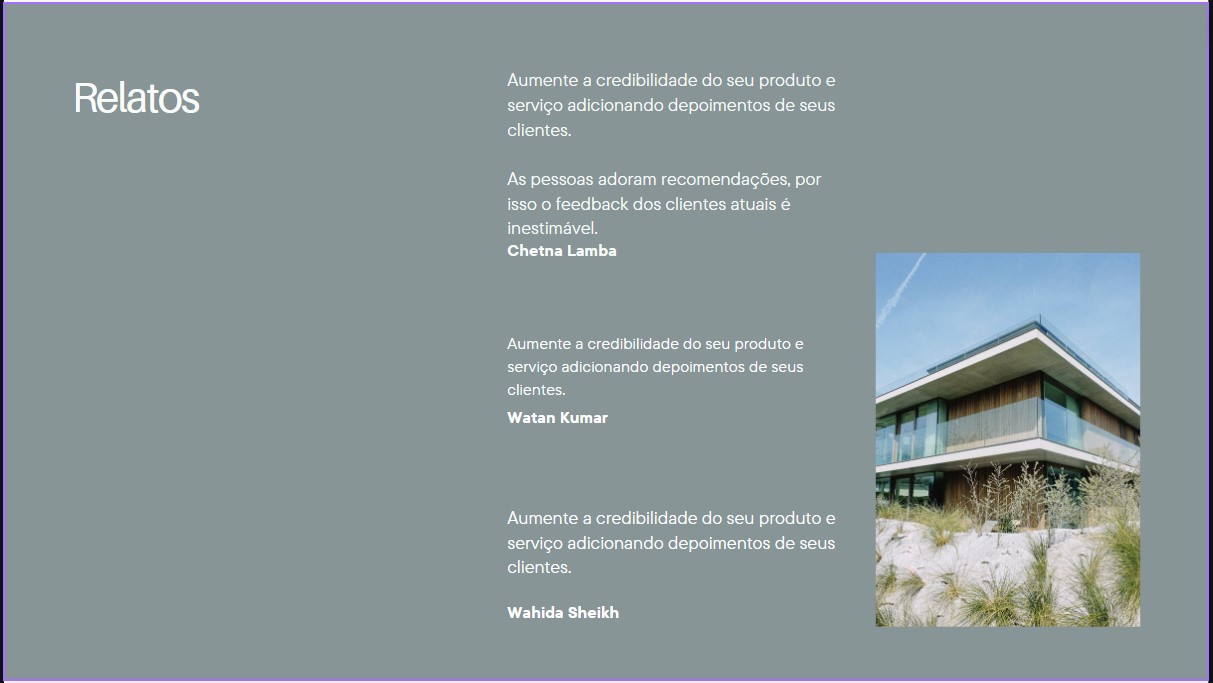 Relatos
Aumente a credibilidade do seu produto e
serviço adicionando depoimentos de seus
clientes.
As pessoas adoram recomendações, por
isso o feedback dos clientes atuais é
inestimável.
Chetna Lamba
Aumente a credibilidade do seu produto e
serviço adicionando depoimentos de seus
clientes.
Watan Kumar
Aumente a credibilidade do seu produto e
serviço adicionando depoimentos de seus
clientes.
Wahida Sheikh